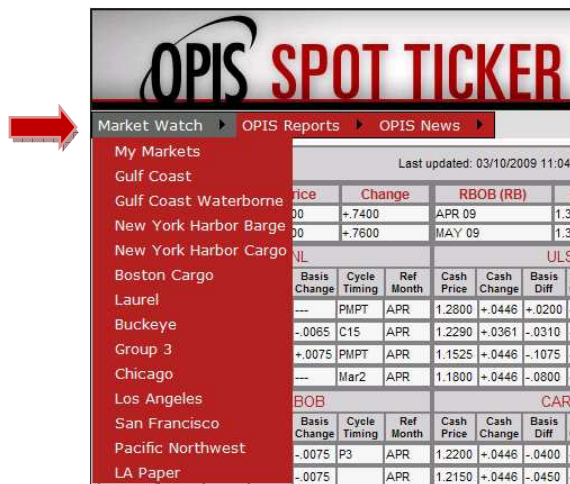 OPIS SPOT TICKER
Market Watch OPIS Reports OPIS News
My Markets
Last updated: 03/10/2009 11:04
Gulf Coast
Gulf Coast Waterborne
rice Change RBOB (RB)
New York Harbor Barge
00 +.7400 APR 09 1.3
00 +.7600 MAY 09 1.3
New York Harbor Cargo
NL ULS
Boston Cargo
Basis Change Cycle Timing Ref Month Cash Price Cash Change Basis Diff
Laurel
--- PMPT APR 1.2800 +.0446 +.0200
Buckeye
-.0065 C15 APR 1.2290 +.0361 -.0310
Group 3
+.0075 PMPT APR 1.1525 +.0446 -.1075
Chicago
--- Mar2 APR 1.1800 +.0446 -.0800
Los Angeles
BOB CAR
San Francisco
Basis Change Cycle Timing Ref Month Cash Price Cash Change Basis Diff
Pacific Northwest
-.0075 P3 APR 1.2200 +.0446 -.0400
LA Paper
-.0075 APR 1.2150 +.0446 -.0450